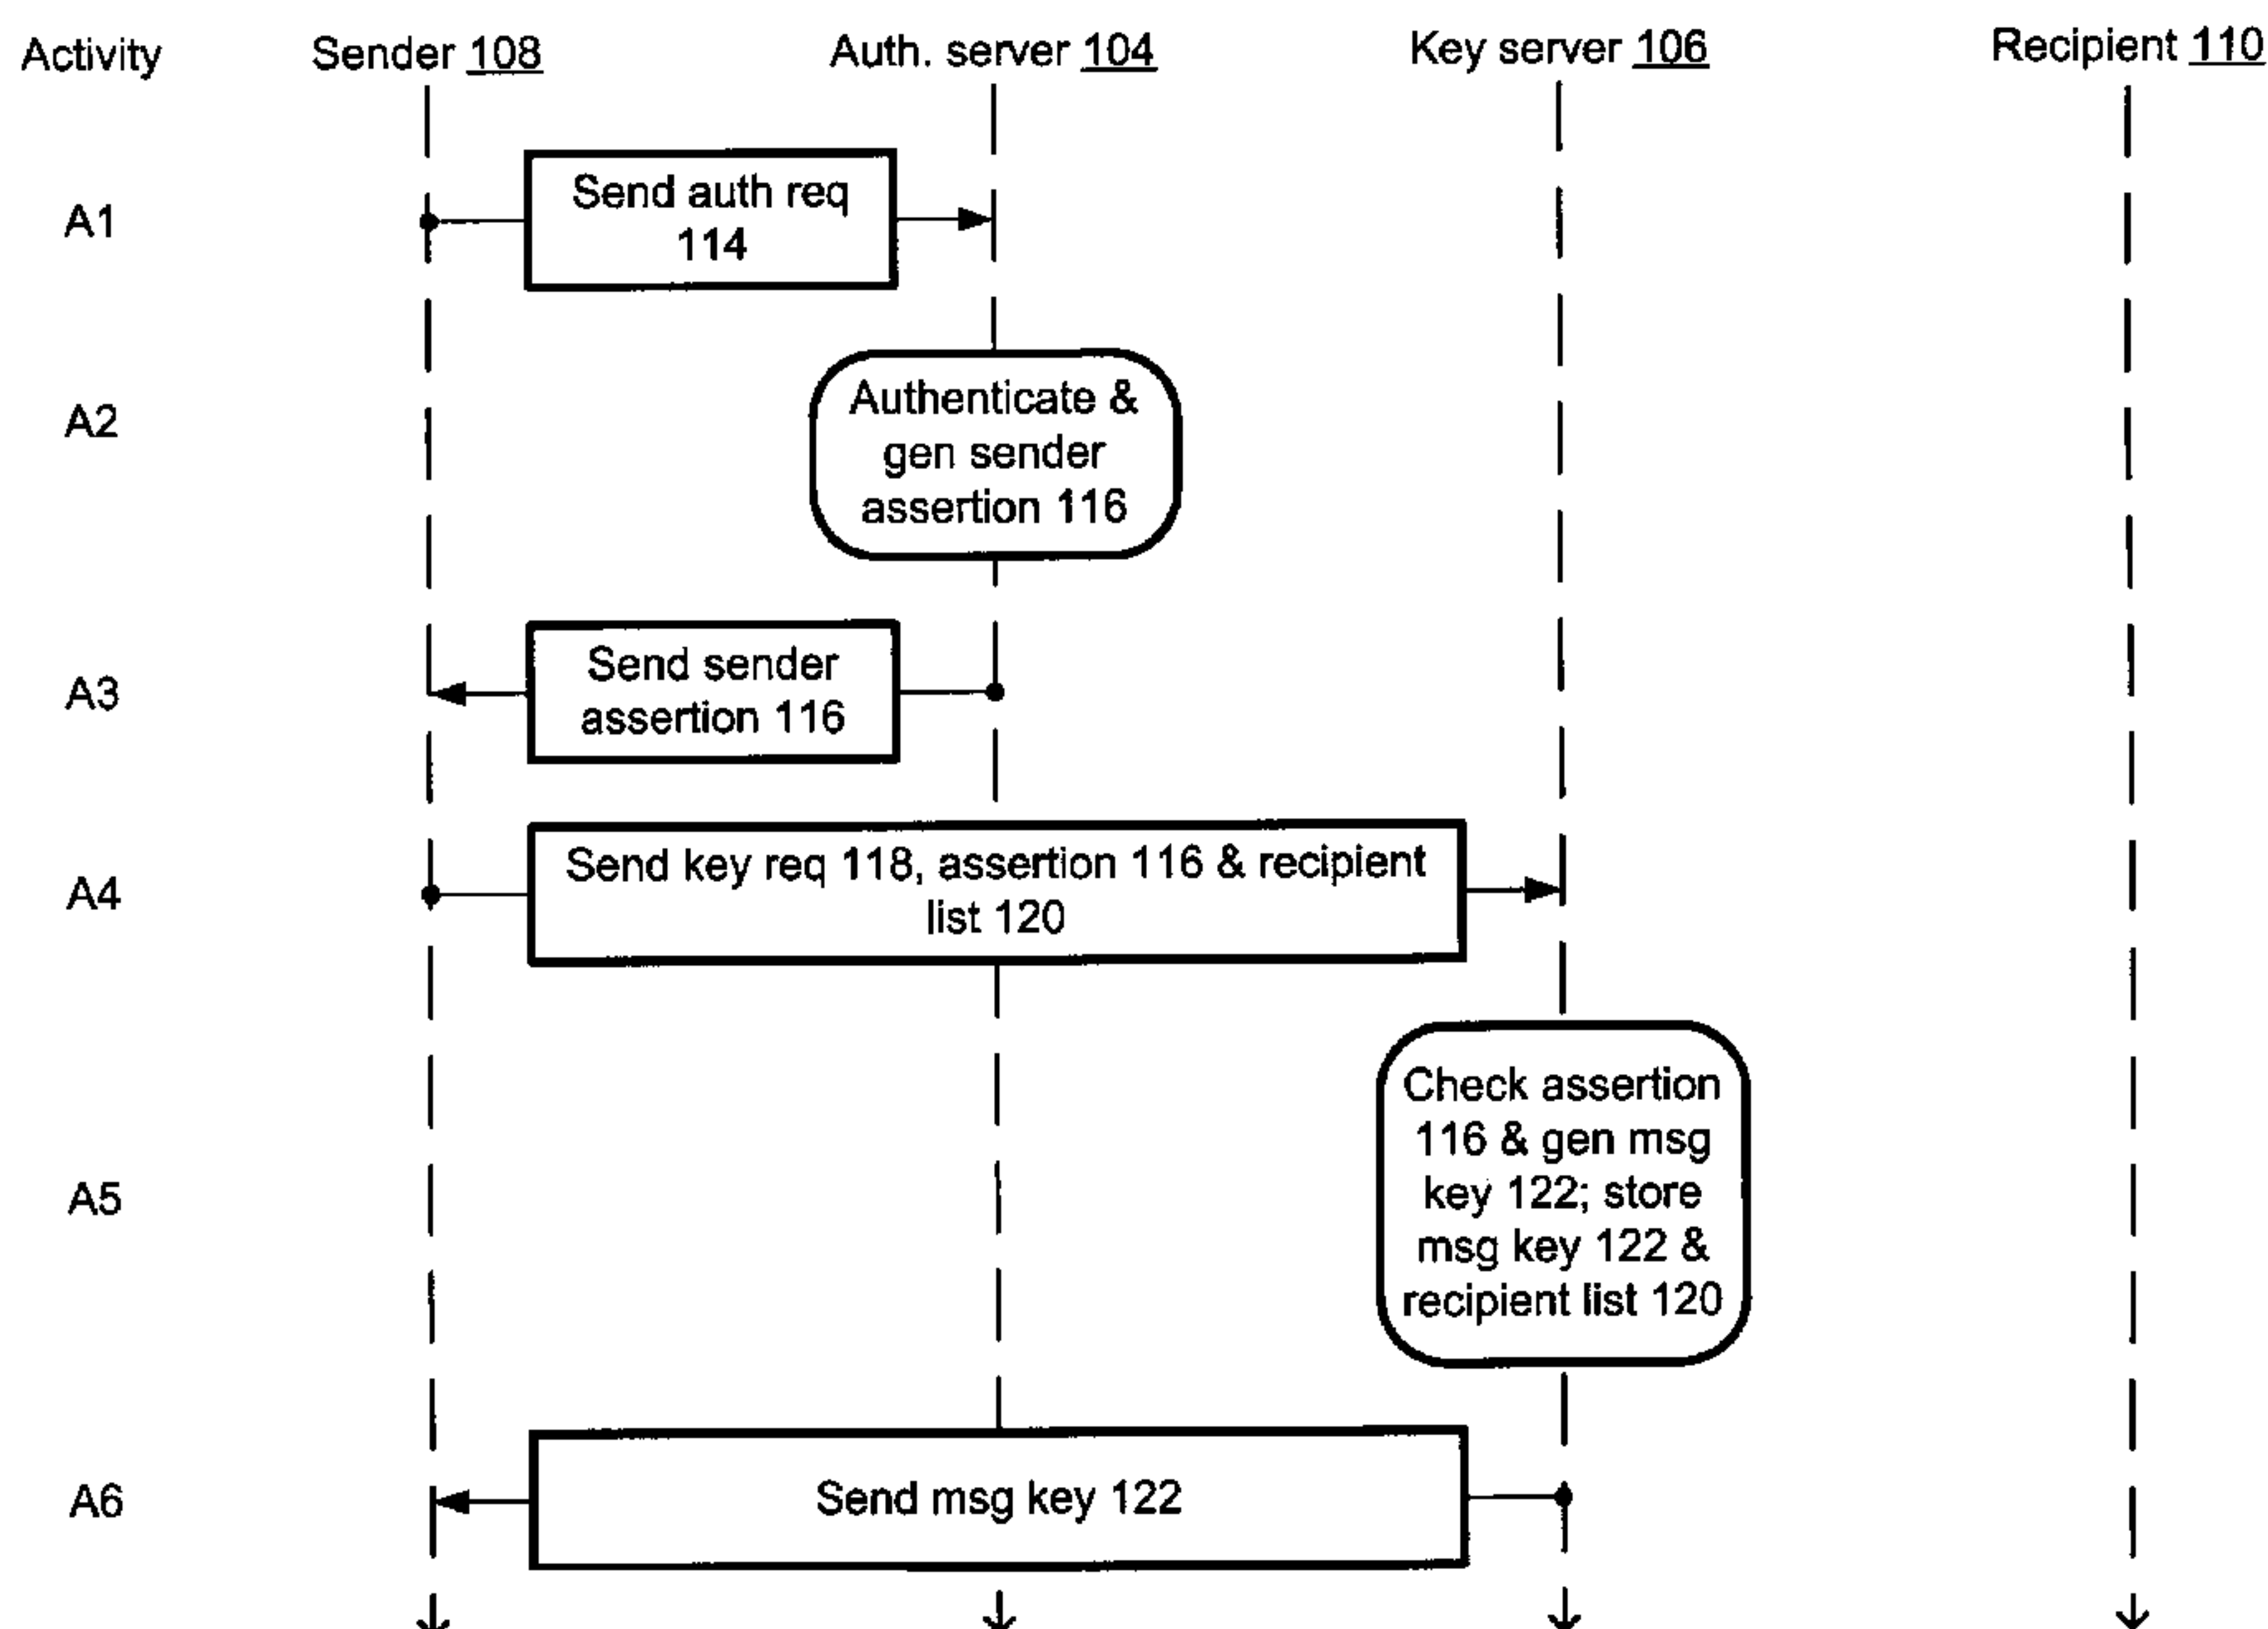 Activity Sender 108 Auth. server 104 Key server 106 Recipient 110
A1
Send auth req
114
A2
Authenticate &
gen sender
assertion 116
A3
Send sender
assertion 116
A4
Send key req 118, assertion 116 & recipient
list 120
A5
Check assertion
116 & gen msg
key 122; store
msg key 122 &
recipient list 120
A6
Send msg key 122